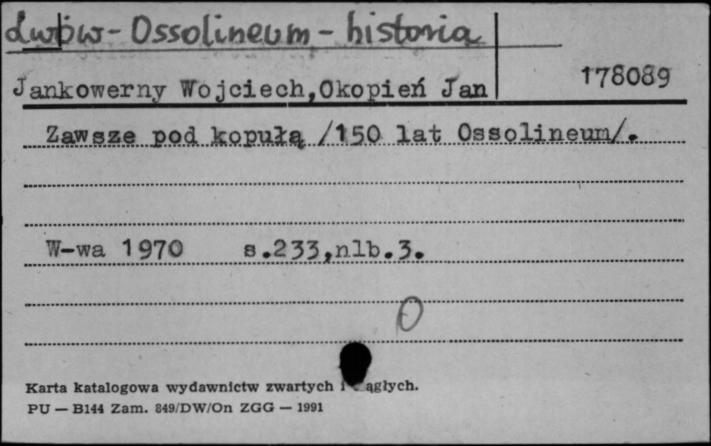 Lwów - Ossolineum - historia
Jankowerny Wojciech,Okopień Jan 178089
Zawsze pod kopułą /150 lat Ossolineum/.
W-wa 1970 s.233,nlb.3.
O
Karta katalogowa wydawnictw zwartych i ągłych.
PU — B144 Zam. 849/DW/On ZGG — 1991